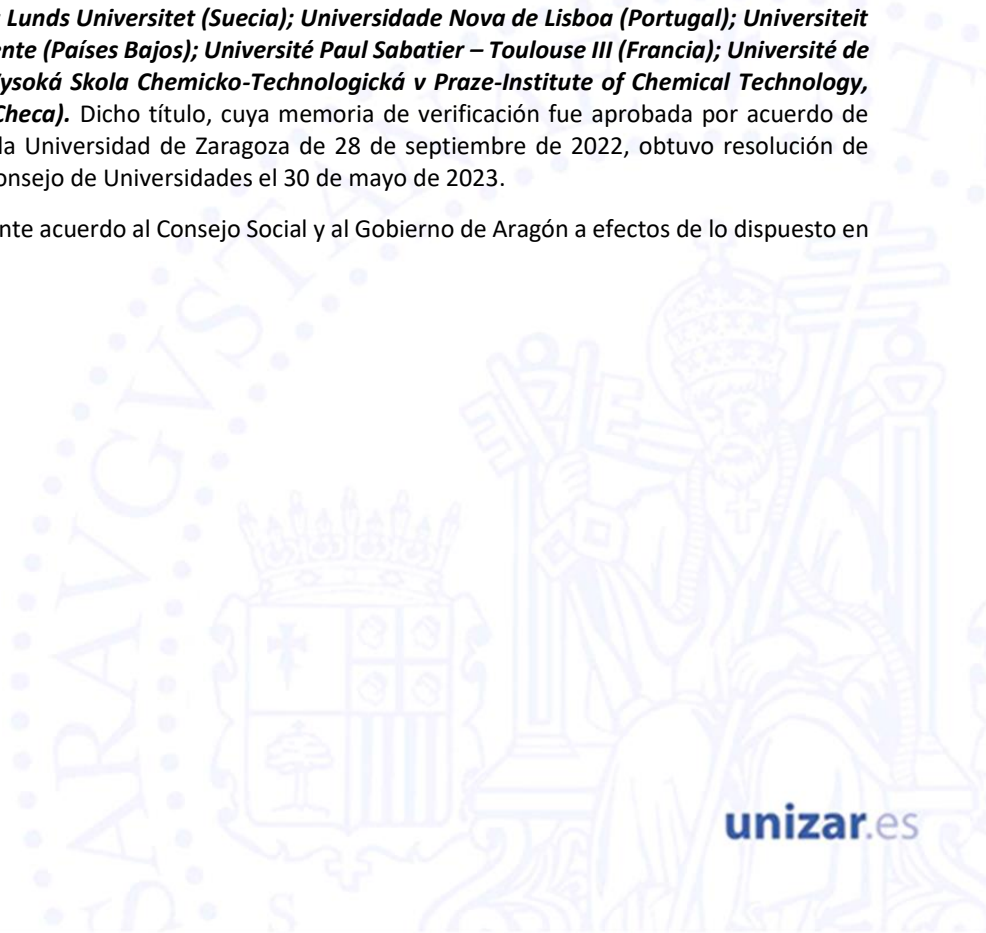 Lunds Universitet (Suecia); Universidade Nova de Lisboa (Portugal); Universiteit
ente (Países Bajos); Université Paul Sabatier – Toulouse III (Francia); Université de
ysoká Skola Chemicko-Technologická v Praze-Institute of Chemical Technology,
Checa). Dicho título, cuya memoria de verificación fue aprobada por acuerdo de
la Universidad de Zaragoza de 28 de septiembre de 2022, obtuvo resolución de
onsejo de Universidades el 30 de mayo de 2023.
nte acuerdo al Consejo Social y al Gobierno de Aragón a efectos de lo dispuesto en
SARAVGVSTA
unizar.es